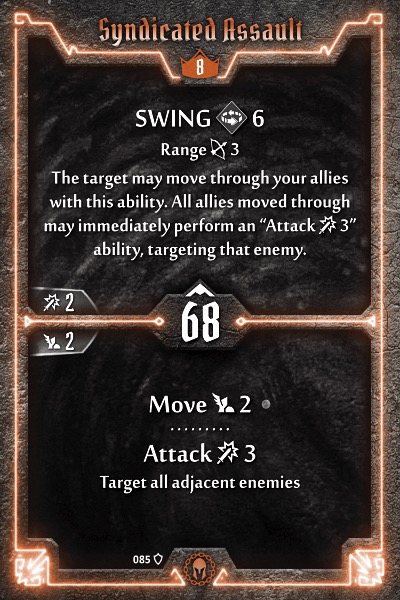 Syndicated Assault
8
SWING 6
Range 3
The target may move through your allies
with this ability. All allies moved through
may immediately perform an “Attack 3”
ability, targeting that enemy.
2
68
2
Move 2
Attack 3
Target all adjacent enemies
085